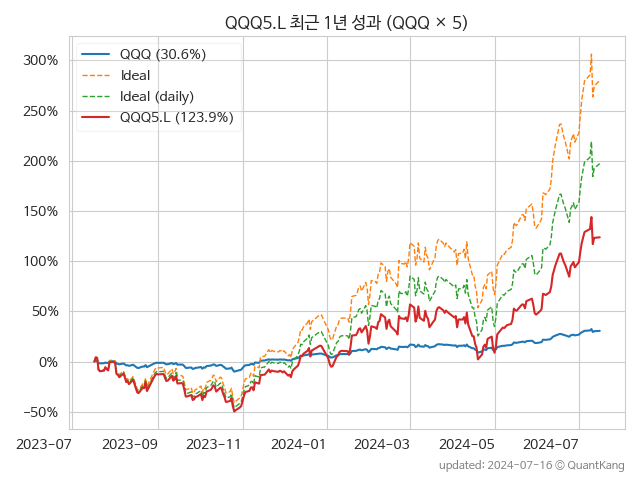 QQQ5.L 최근 1년 성과 (QQQ × 5)
QQQ (30.6%)
Ideal
Ideal (daily)
QQQ5.L (123.9%)
300%
250%
200%
150%
100%
50%
0%
−50%
2023-07 2023-09 2023-11 2024-01 2024-03 2024-05 2024-07
updated: 2024-07-16 © QuantKang